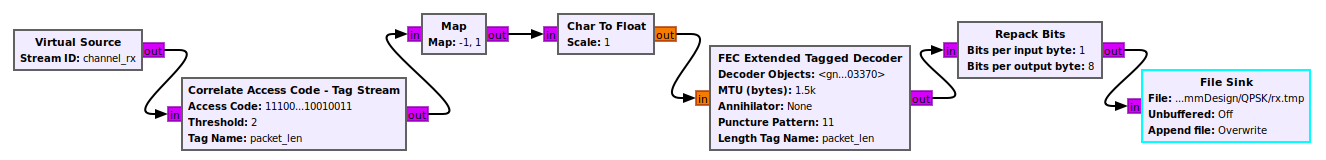 Virtual Source
Stream ID: channel_rx
out
in
Correlate Access Code - Tag Stream
Access Code: 11100...10010011
Threshold: 2
Tag Name: packet_len
out
in
Map
Map: -1, 1
out
in
Char To Float
Scale: 1
out
in
FEC Extended Tagged Decoder
Decoder Objects: <gn...03370>
MTU (bytes): 1.5k
Annihilator: None
Puncture Pattern: 11
Length Tag Name: packet_len
out
in
Repack Bits
Bits per input byte: 1
Bits per output byte: 8
out
in
File Sink
File: ...mmDesign/QPSK/rx.tmp
Unbuffered: Off
Append file: Overwrite